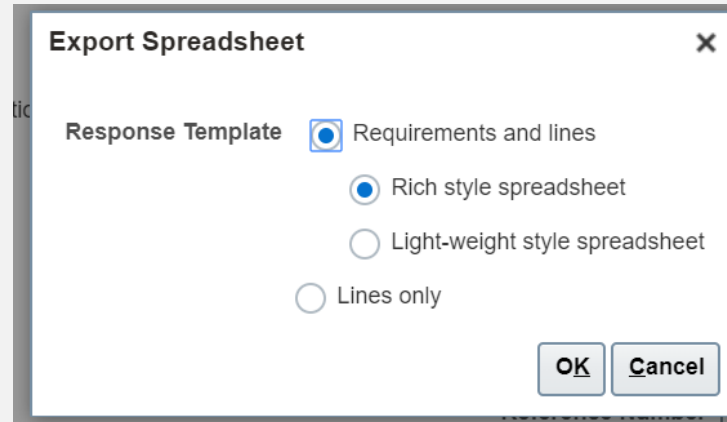 Export Spreadsheet
Response Template
Requirements and lines
Rich style spreadsheet
Light-weight style spreadsheet
Lines only
OK
Cancel